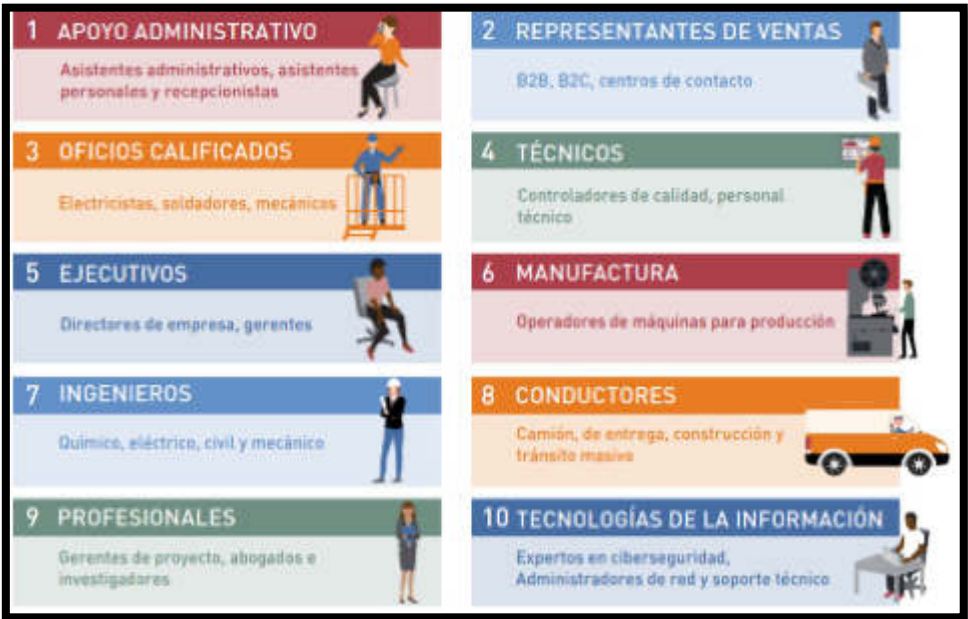 1 APOYO ADMINISTRATIVO
Asistentes administrativos, asistentes
personales y recepcionistas
2 REPRESENTANTES DE VENTAS
B2B, B2C, centros de contacto
3 OFICIOS CALIFICADOS
Electricistas, soldadores, mecánicos
4 TÉCNICOS
Controladores de calidad, personal
técnico
5 EJECUTIVOS
Directores de empresa, gerentes
6 MANUFACTURA
Operadores de máquinas para producción
7 INGENIEROS
Químico, eléctrico, civil y mecánico
8 CONDUCTORES
Camión, de entrega, construcción y
tránsito masivo
9 PROFESIONALES
Gerentes de proyecto, abogados e
investigadores
10 TECNOLOGÍAS DE LA INFORMACIÓN
Expertos en ciberseguridad,
Administradores de red y soporte técnico